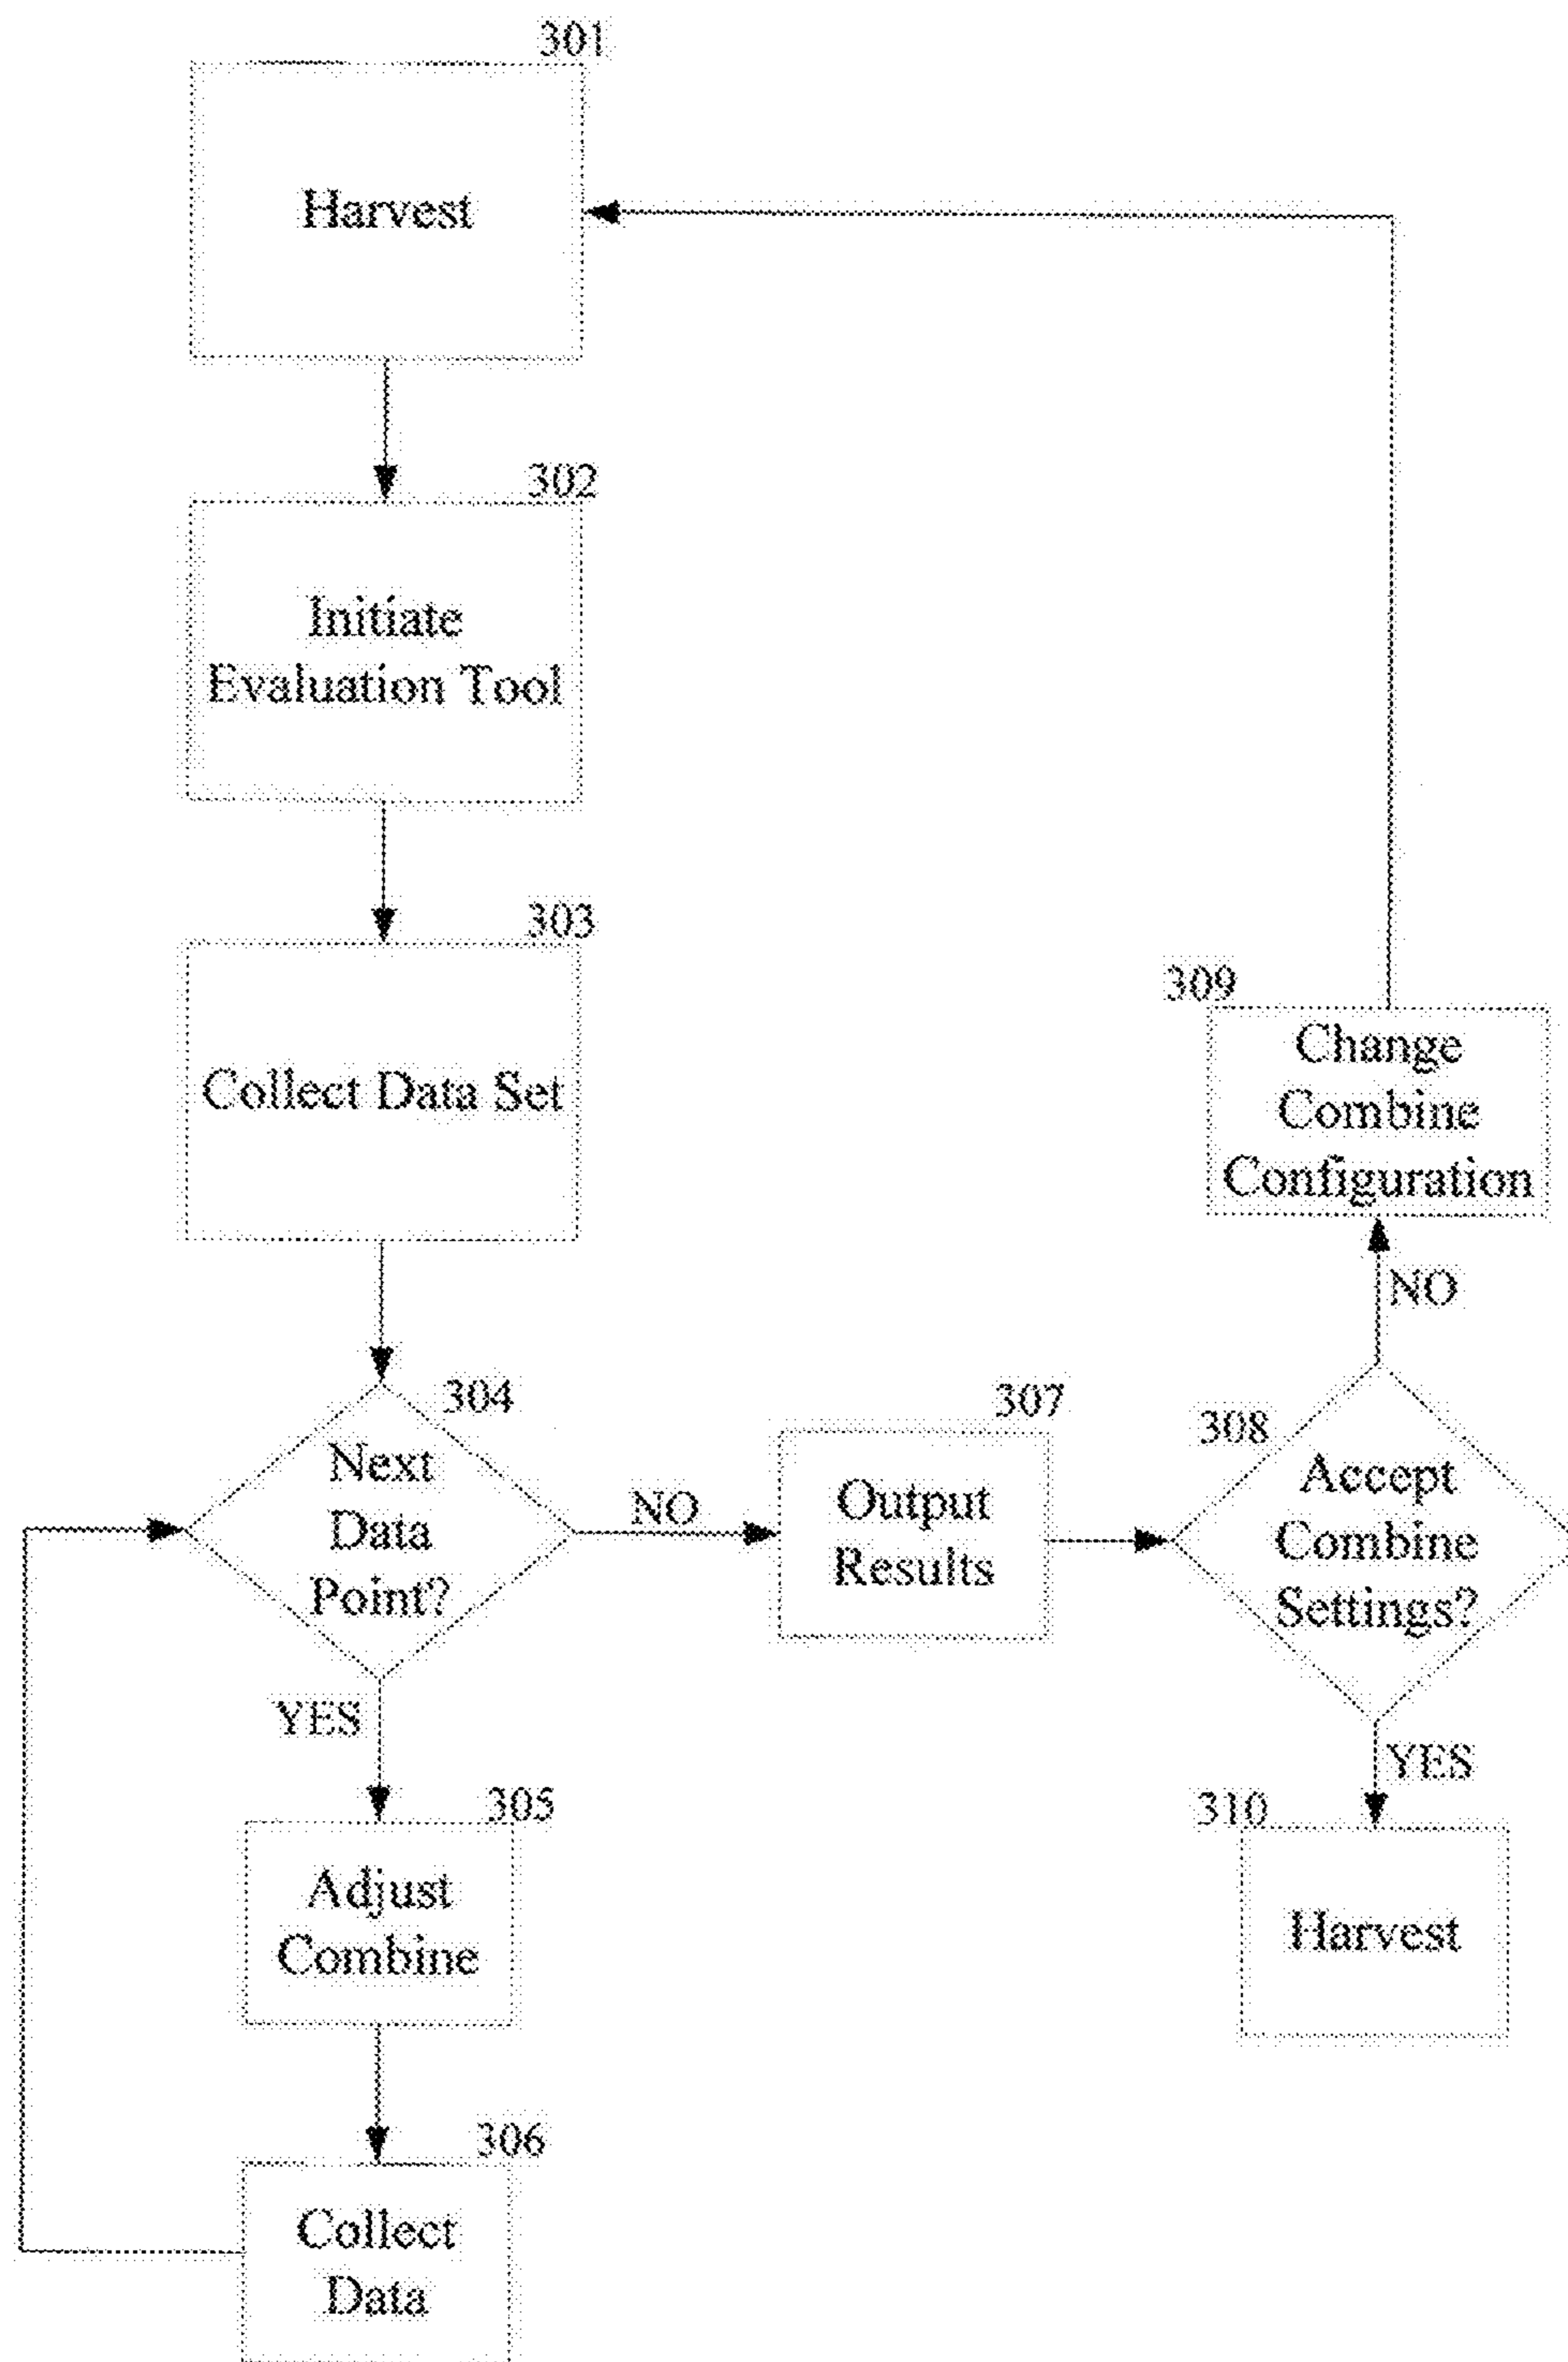 301
Harvest
302
Initiate
Evaluation Tool
303
Collect Data Set
304
Next
Data
Point?
NO
YES
305
Adjust
Combine
306
Collect
Data
307
Output
Results
308
Accept
Combine
Settings?
NO
YES
309
Change
Combine
Configuration
310
Harvest